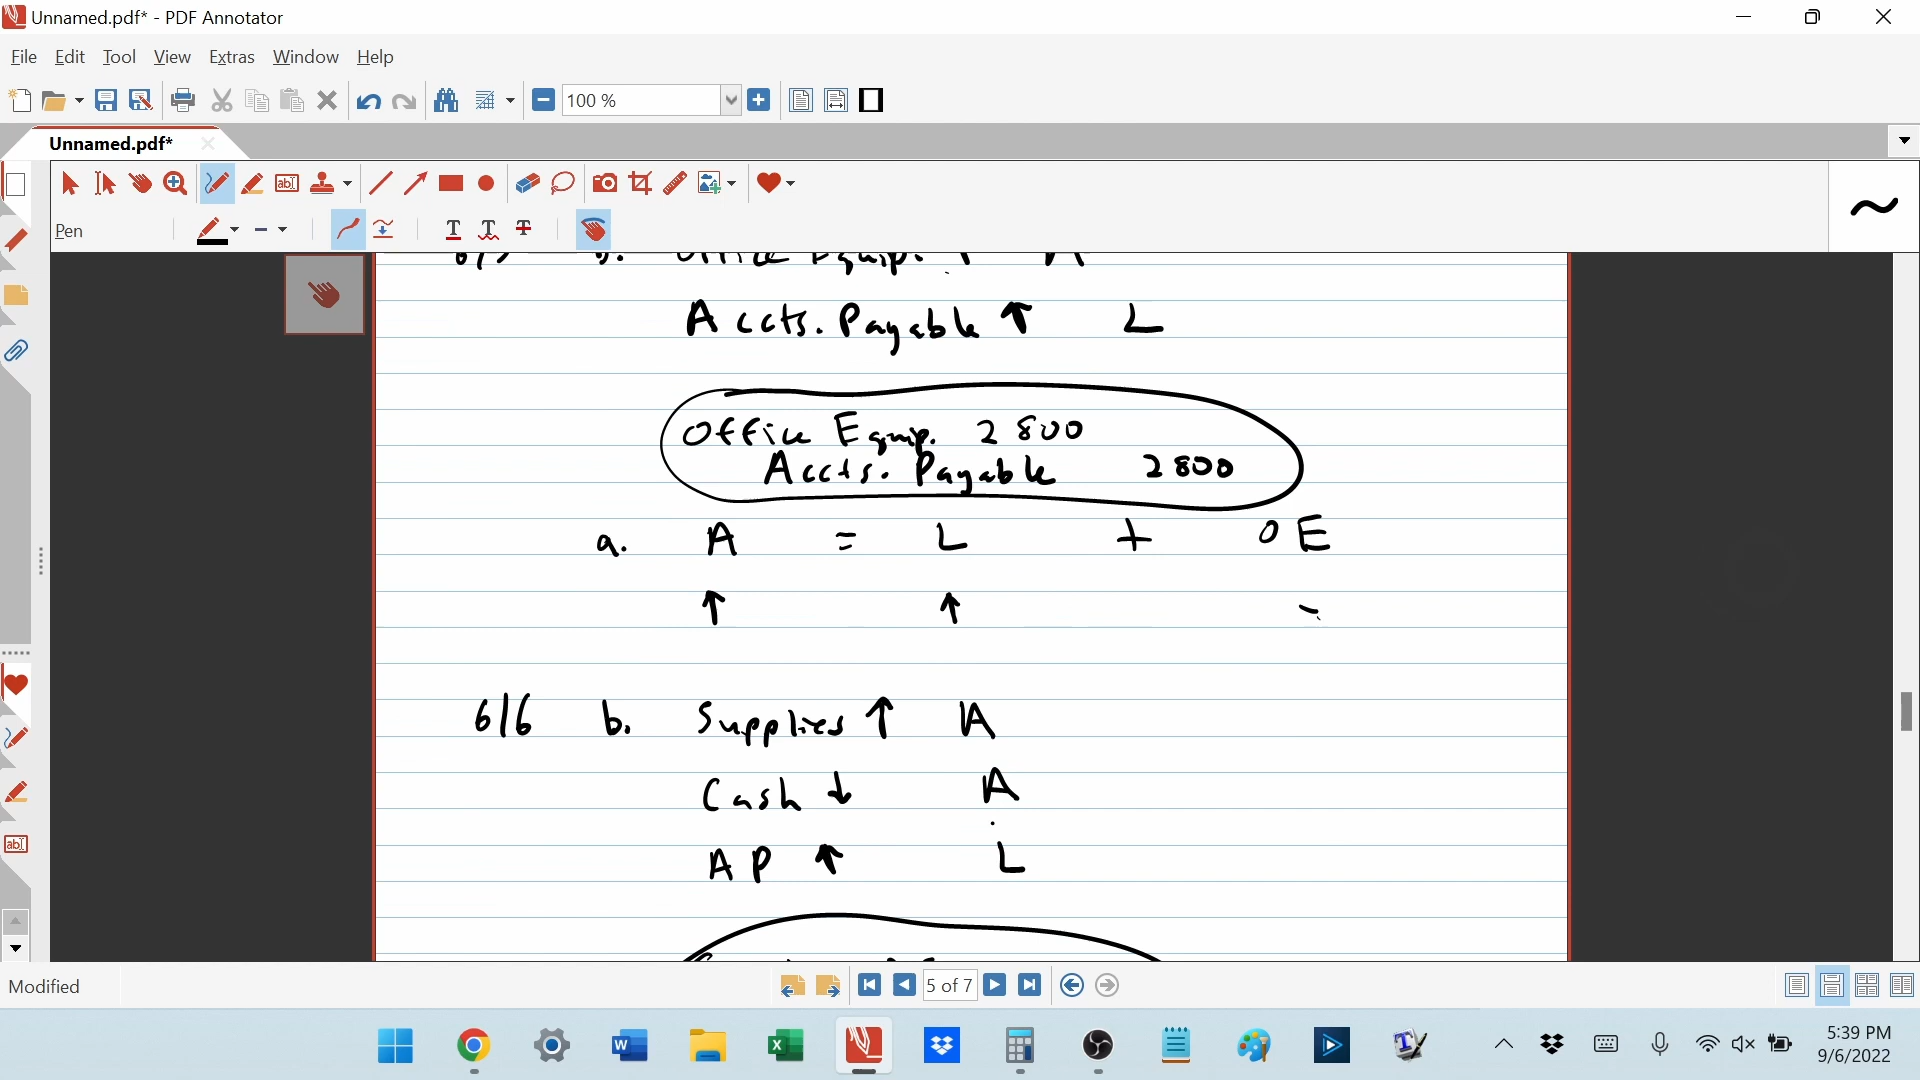 Unnamed.pdf* - PDF Annotator
File Edit Tool View Extras Window Help
100 %
Unnamed.pdf*
Pen
Office Equip. ↑ A
Accts. Payable ↑ L
Office Equip. 2800
Accts. Payable 2800
a. A = L + OE
↑ ↑ -
6/6 b. Supplies ↑ A
Cash ↓ A
AP ↑ L
Modified
5 of 7
5:39 PM
9/6/2022